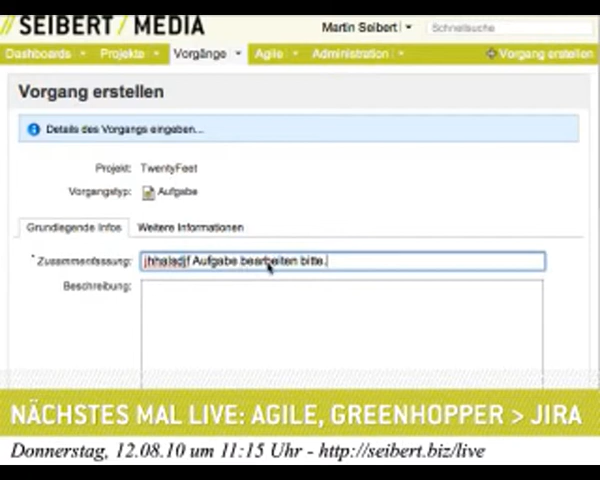 // SEIBERT / MEDIA
Martin Seibert
Schnellsuche
Dashboards Projekte Vorgänge Agile Administration Vorgang erstellen
Vorgang erstellen
Details des Vorgangs eingeben...
Projekt: TwentyFeet
Vorgangstyp: Aufgabe
Grundlegende Infos Weitere Informationen
* Zusammenfassung: jhhalsdjf Aufgabe bearbeiten bitte.
Beschreibung:
NÄCHSTES MAL LIVE: AGILE, GREENHOPPER > JIRA
Donnerstag, 12.08.10 um 11:15 Uhr - http://seibert.biz/live